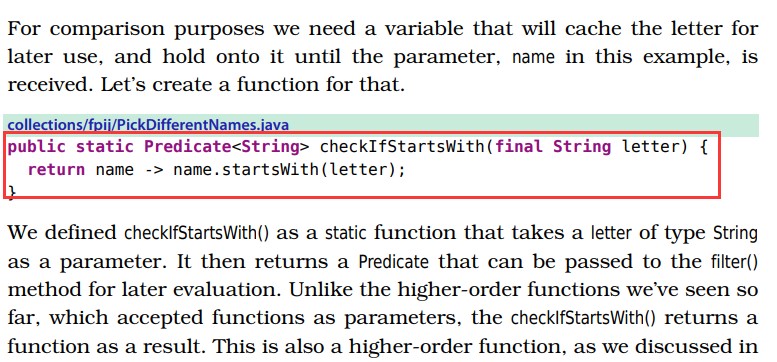 For comparison purposes we need a variable that will cache the letter for
later use, and hold onto it until the parameter, name in this example, is
received. Let’s create a function for that.
collections/fpij/PickDifferentNames.java
public static Predicate<String> checkIfStartsWith(final String letter) {
return name -> name.startsWith(letter);
}
We defined checkIfStartsWith() as a static function that takes a letter of type String
as a parameter. It then returns a Predicate that can be passed to the filter()
method for later evaluation. Unlike the higher-order functions we’ve seen so
far, which accepted functions as parameters, the checkIfStartsWith() returns a
function as a result. This is also a higher-order function, as we discussed in